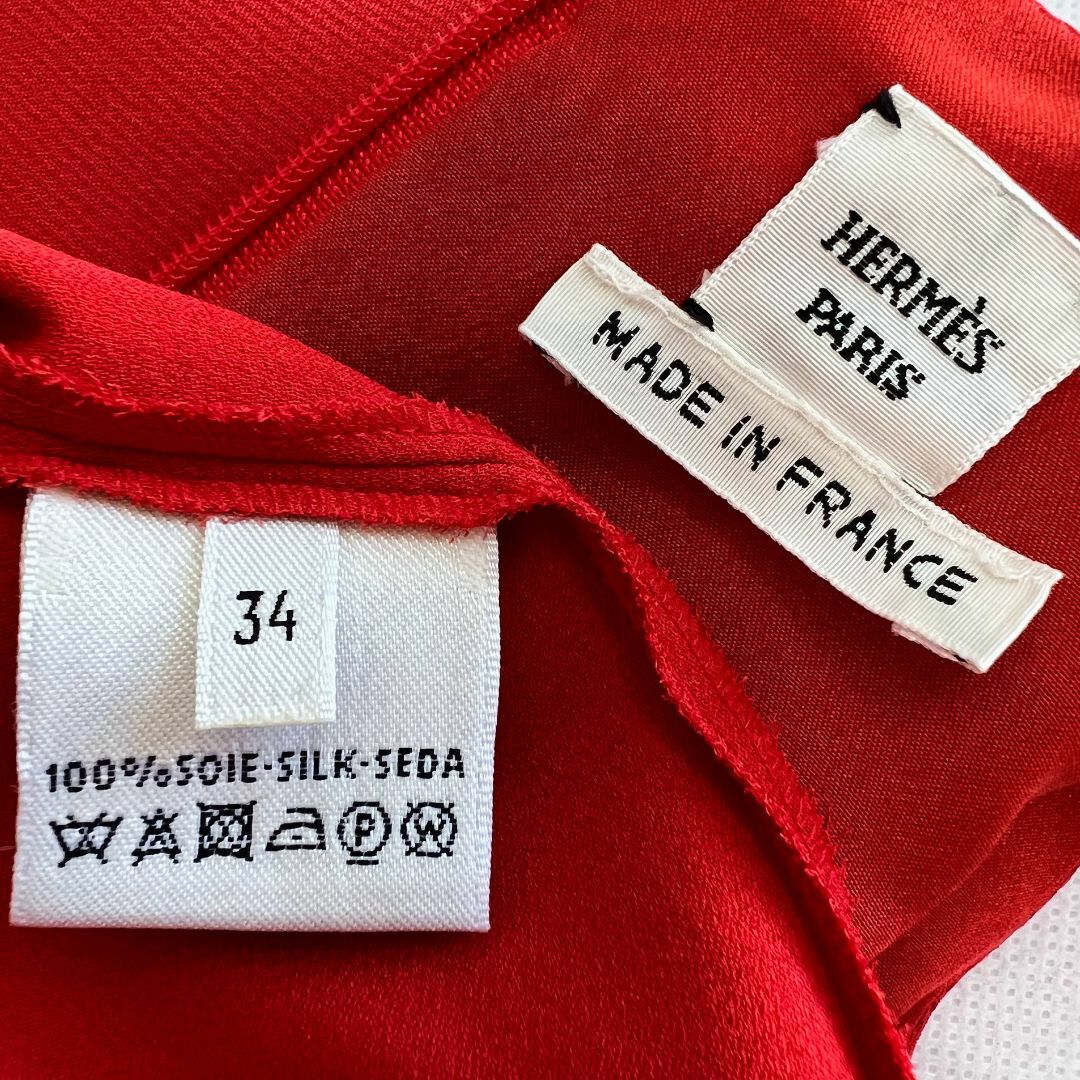 HERMÈS
PARIS
MADE IN FRANCE
34
100%SOIE-SILK-SEDA
P W